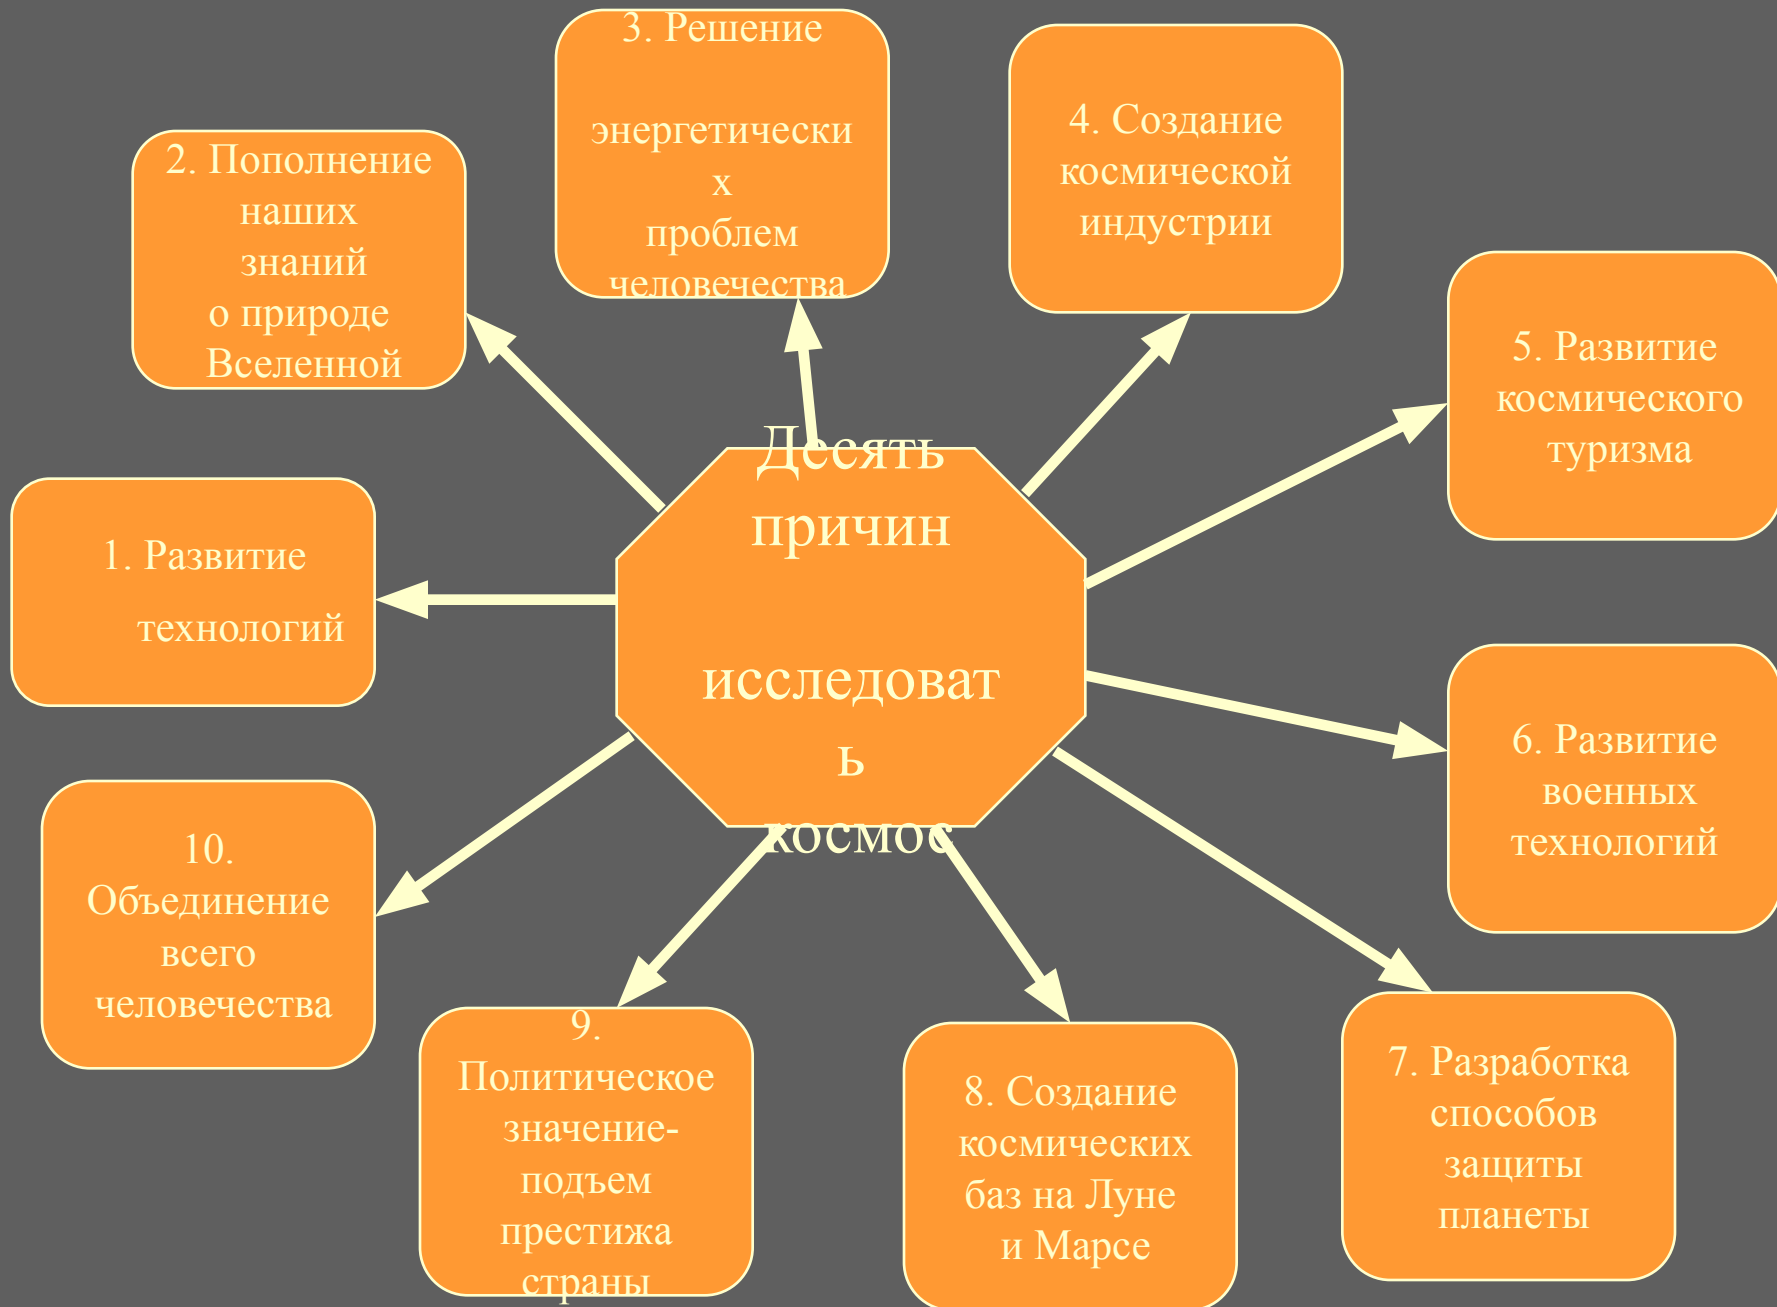 3. Решение
энергетически
х
проблем
человечества
4. Создание
космической
индустрии
2. Пополнение
наших
знаний
о природе
Вселенной
5. Развитие
космического
туризма
Десять
причин
исследоват
ь
космос
1. Развитие
технологий
6. Развитие
военных
технологий
10.
Объединение
всего
человечества
9.
Политическое
значение-
подъем
престижа
страны
8. Создание
космических
баз на Луне
и Марсе
7. Разработка
способов
защиты
планеты